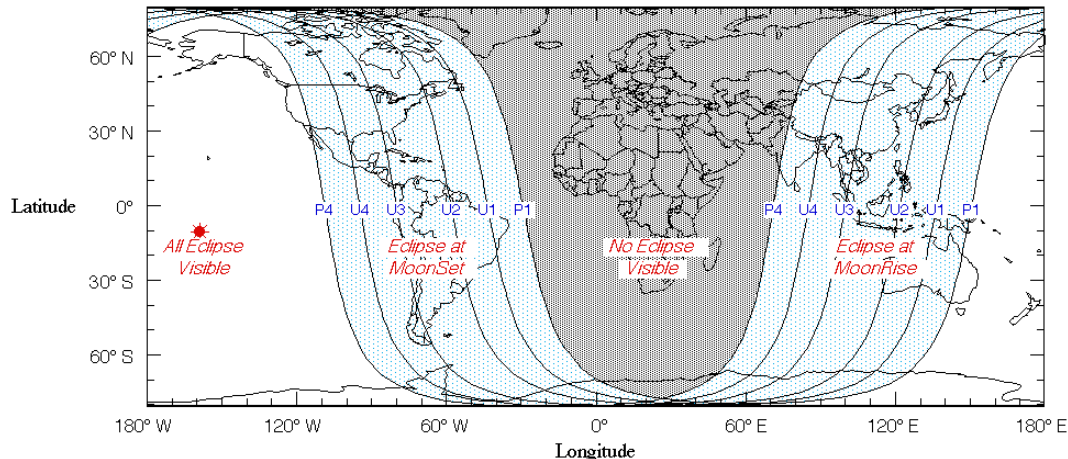 60° N
30° N
Latitude
0°
P4 U4 U3 U2 U1 P1 P4 U4 U3 U2 U1 P1
All Eclipse
Visible
Eclipse at
MoonSet
No Eclipse
Visible
Eclipse at
MoonRise
30° S
60° S
180° W 120° W 60° W 0° 60° E 120° E 180° E
Longitude